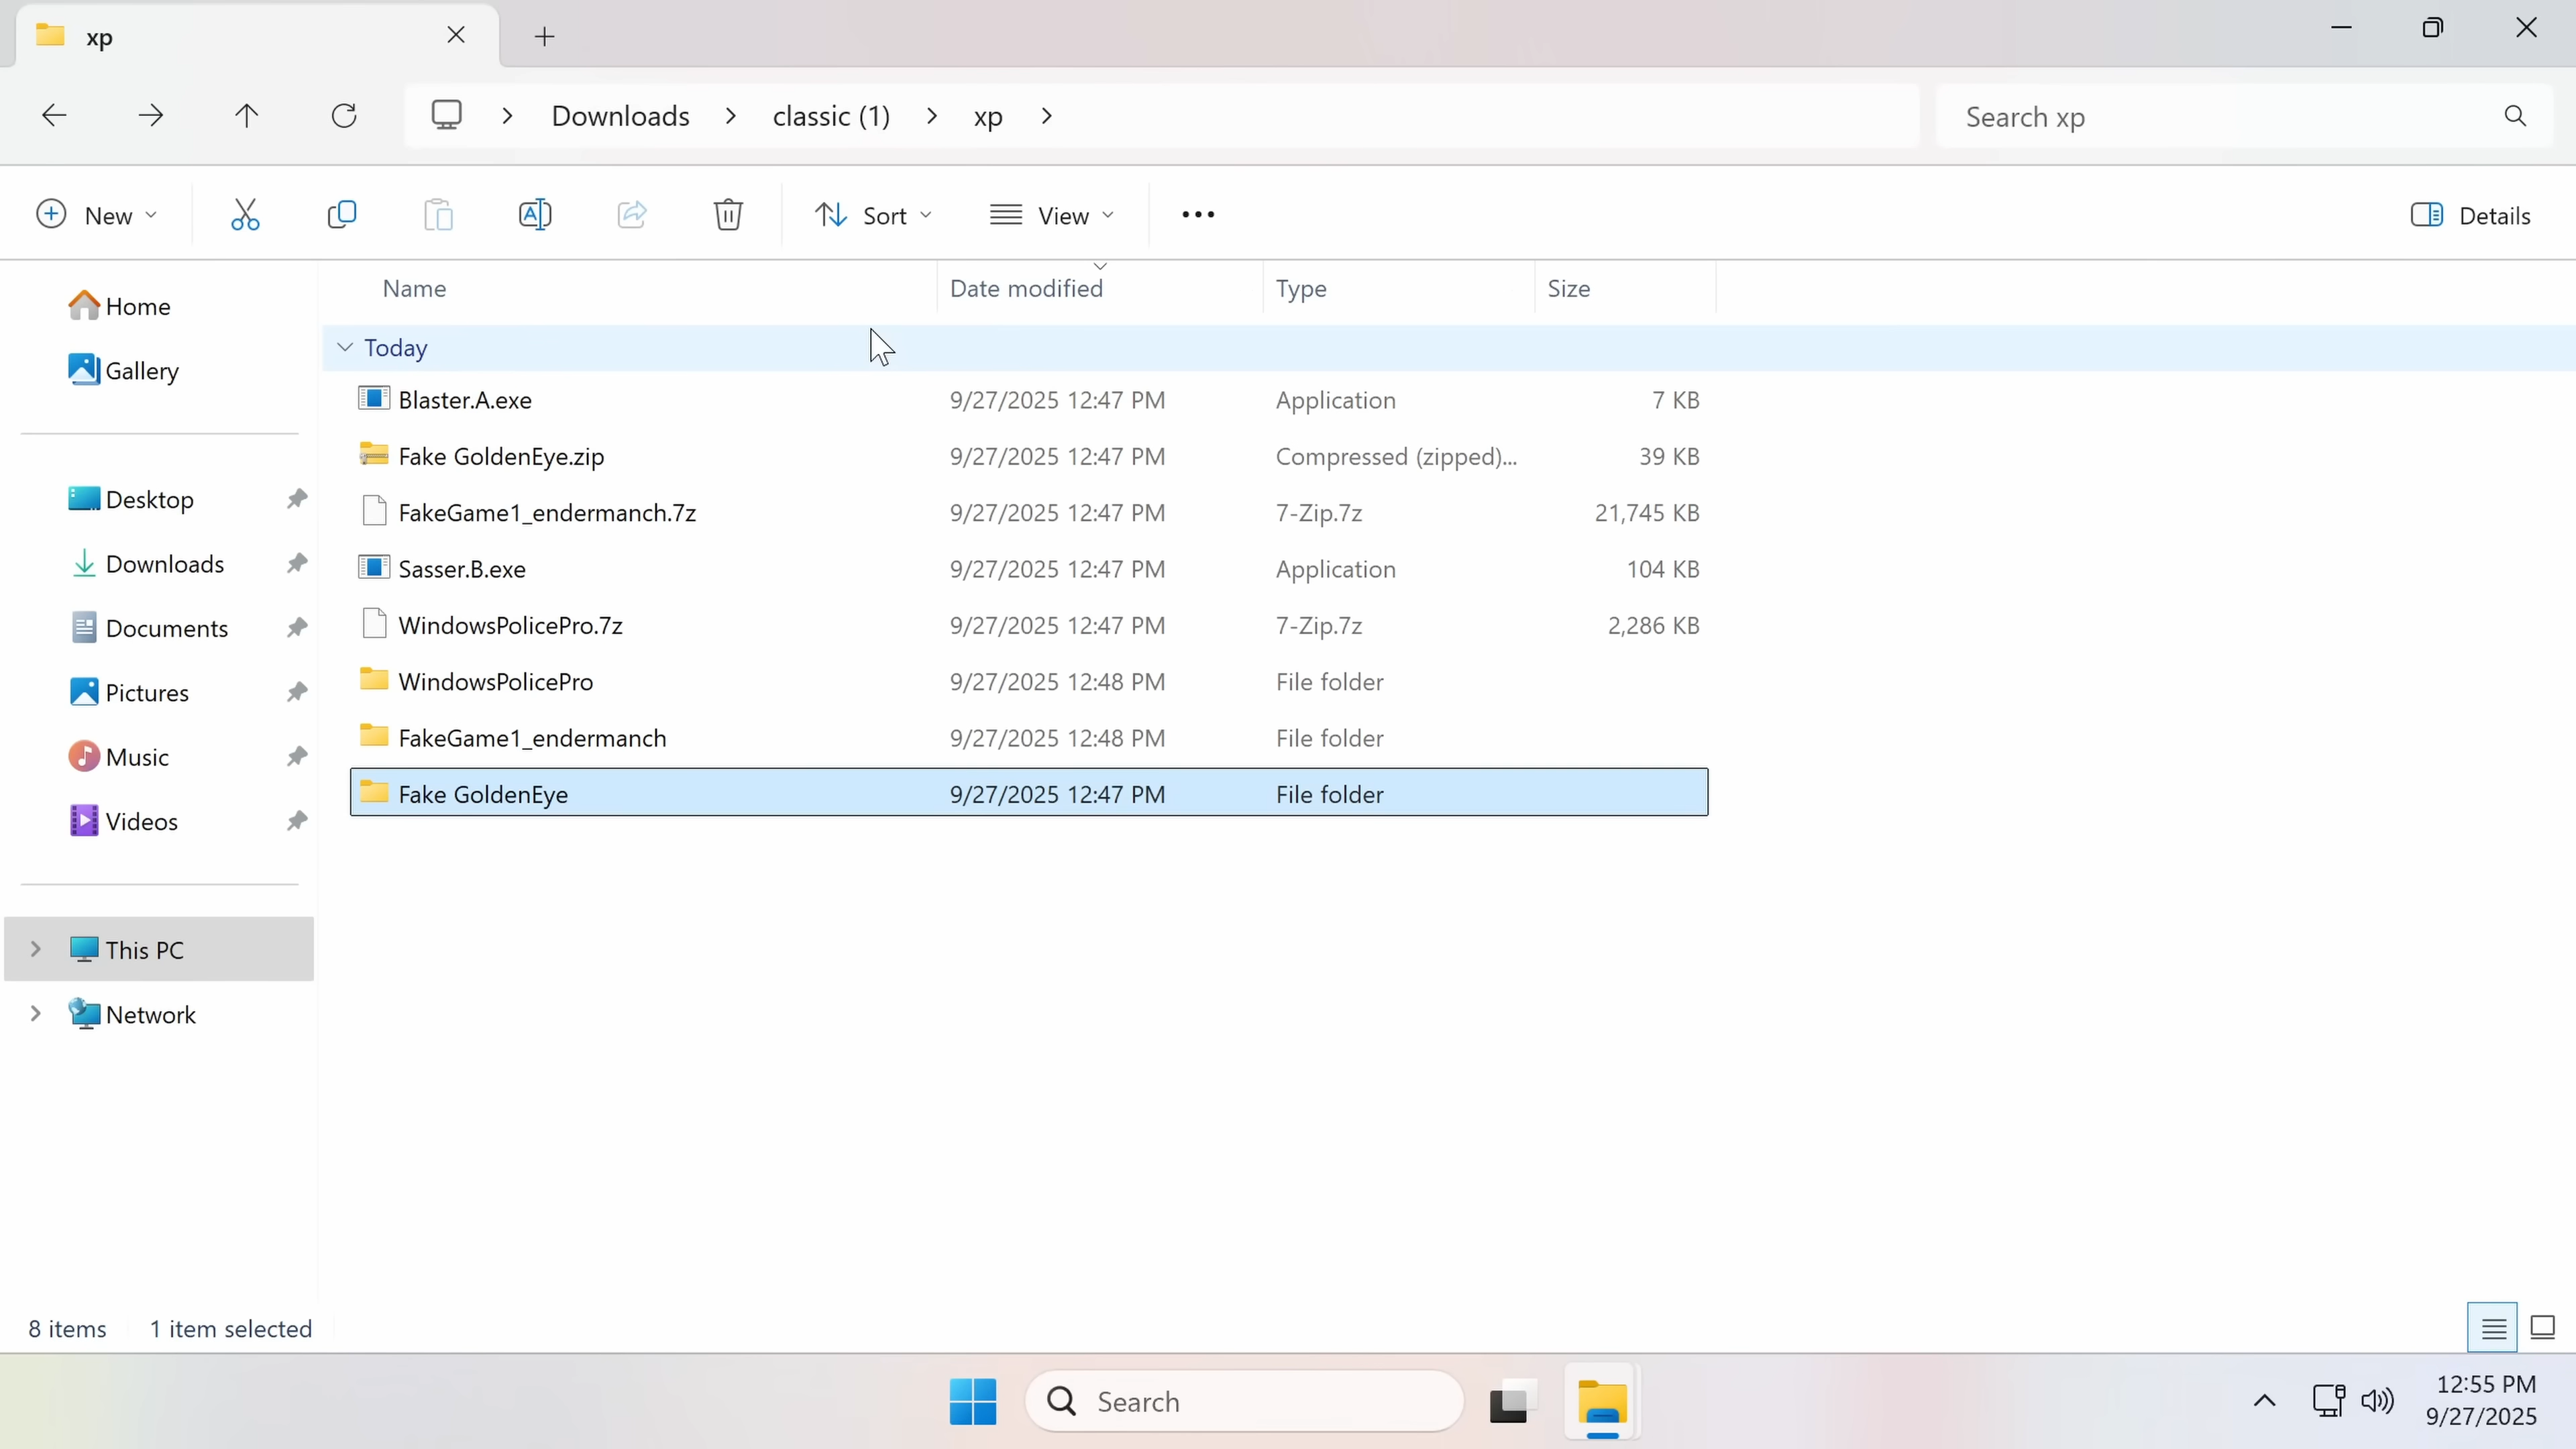 xp
Downloads > classic (1) > xp >
Search xp
New
Sort
View
Details
Name Date modified Type Size
Home
Gallery
Desktop
Downloads
Documents
Pictures
Music
Videos
This PC
Network
Today
Blaster.A.exe 9/27/2025 12:47 PM Application 7 KB
Fake GoldenEye.zip 9/27/2025 12:47 PM Compressed (zipped)... 39 KB
FakeGame1_endermanch.7z 9/27/2025 12:47 PM 7-Zip.7z 21,745 KB
Sasser.B.exe 9/27/2025 12:47 PM Application 104 KB
WindowsPolicePro.7z 9/27/2025 12:47 PM 7-Zip.7z 2,286 KB
WindowsPolicePro 9/27/2025 12:48 PM File folder
FakeGame1_endermanch 9/27/2025 12:48 PM File folder
Fake GoldenEye 9/27/2025 12:47 PM File folder
8 items 1 item selected
Search
12:55 PM
9/27/2025